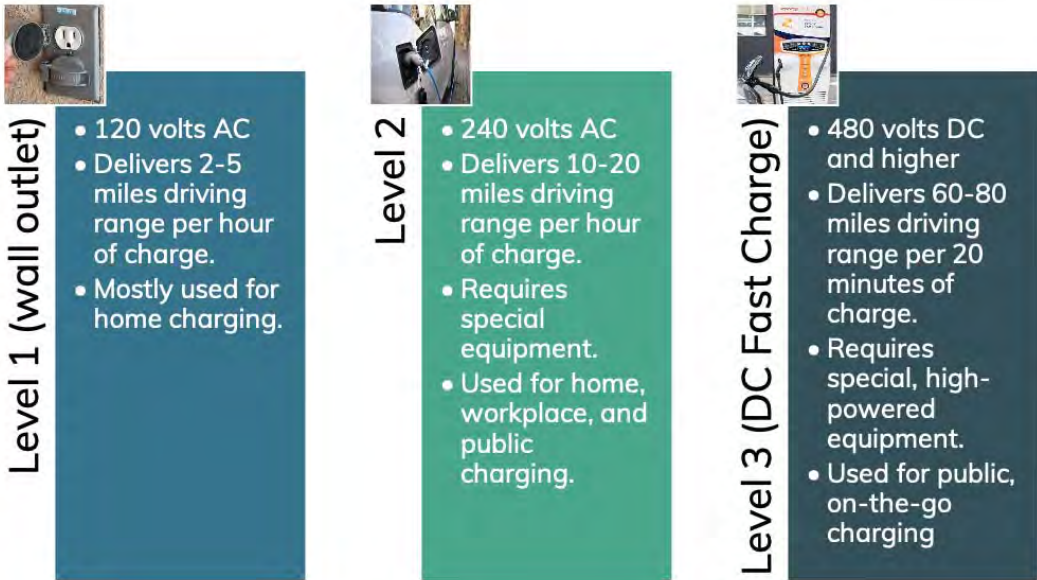 Level 1 (wall outlet)
• 120 volts AC
• Delivers 2-5
miles driving
range per hour
of charge.
• Mostly used for
home charging.
Level 2
• 240 volts AC
• Delivers 10-20
miles driving
range per hour
of charge.
• Requires
special
equipment.
• Used for home,
workplace, and
public
charging.
Level 3 (DC Fast Charge)
• 480 volts DC
and higher
• Delivers 60-80
miles driving
range per 20
minutes of
charge.
• Requires
special, high-
powered
equipment.
• Used for public,
on-the-go
charging